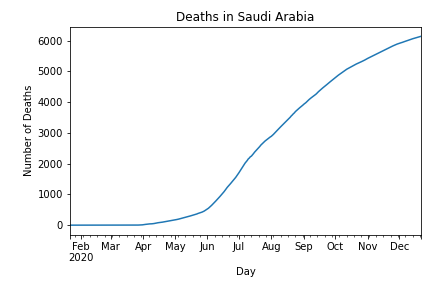 Deaths in Saudi Arabia
Number of Deaths
6000
5000
4000
3000
2000
1000
0
Feb Mar Apr May Jun Jul Aug Sep Oct Nov Dec
2020
Day